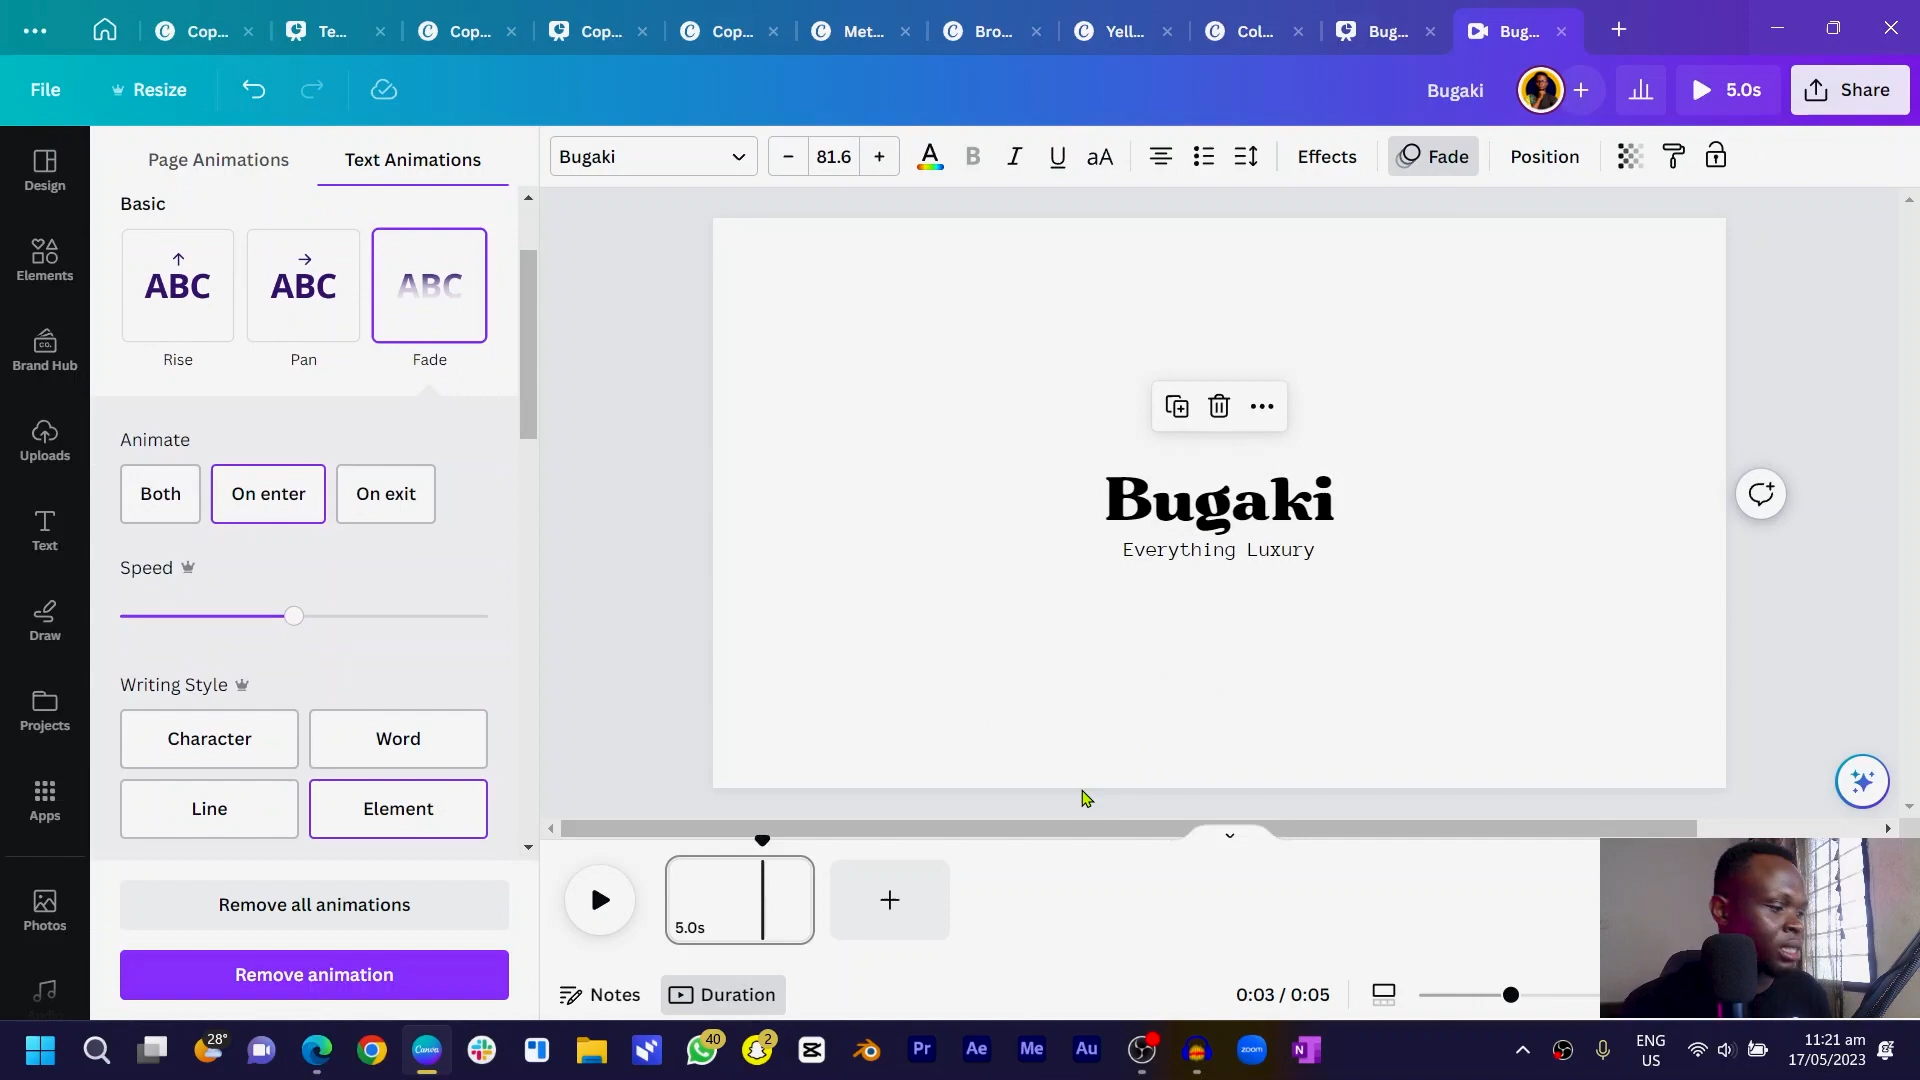 Cop...
Te...
Cop...
Cop...
Cop...
Met...
Bro...
Yell...
Col...
Bug...
Bug...
File
Resize
Bugaki
5.0s
Share
Page Animations
Text Animations
Bugaki
81.6
A
B
I
U
aA
Effects
Fade
Position
Design
Elements
Brand Hub
CO.
Uploads
Text
Draw
Projects
Apps
Photos
Basic
ABC
ABC
ABC
Rise
Pan
Fade
Animate
Both
On enter
On exit
Speed
Writing Style
Character
Word
Line
Element
Remove all animations
Remove animation
Bugaki
Everything Luxury
5.0s
Notes
Duration
0:03 / 0:05
28°
Canva
40
2
Pr
Ae
Me
Au
zoom
N
ENG
US
11:21 am
17/05/2023